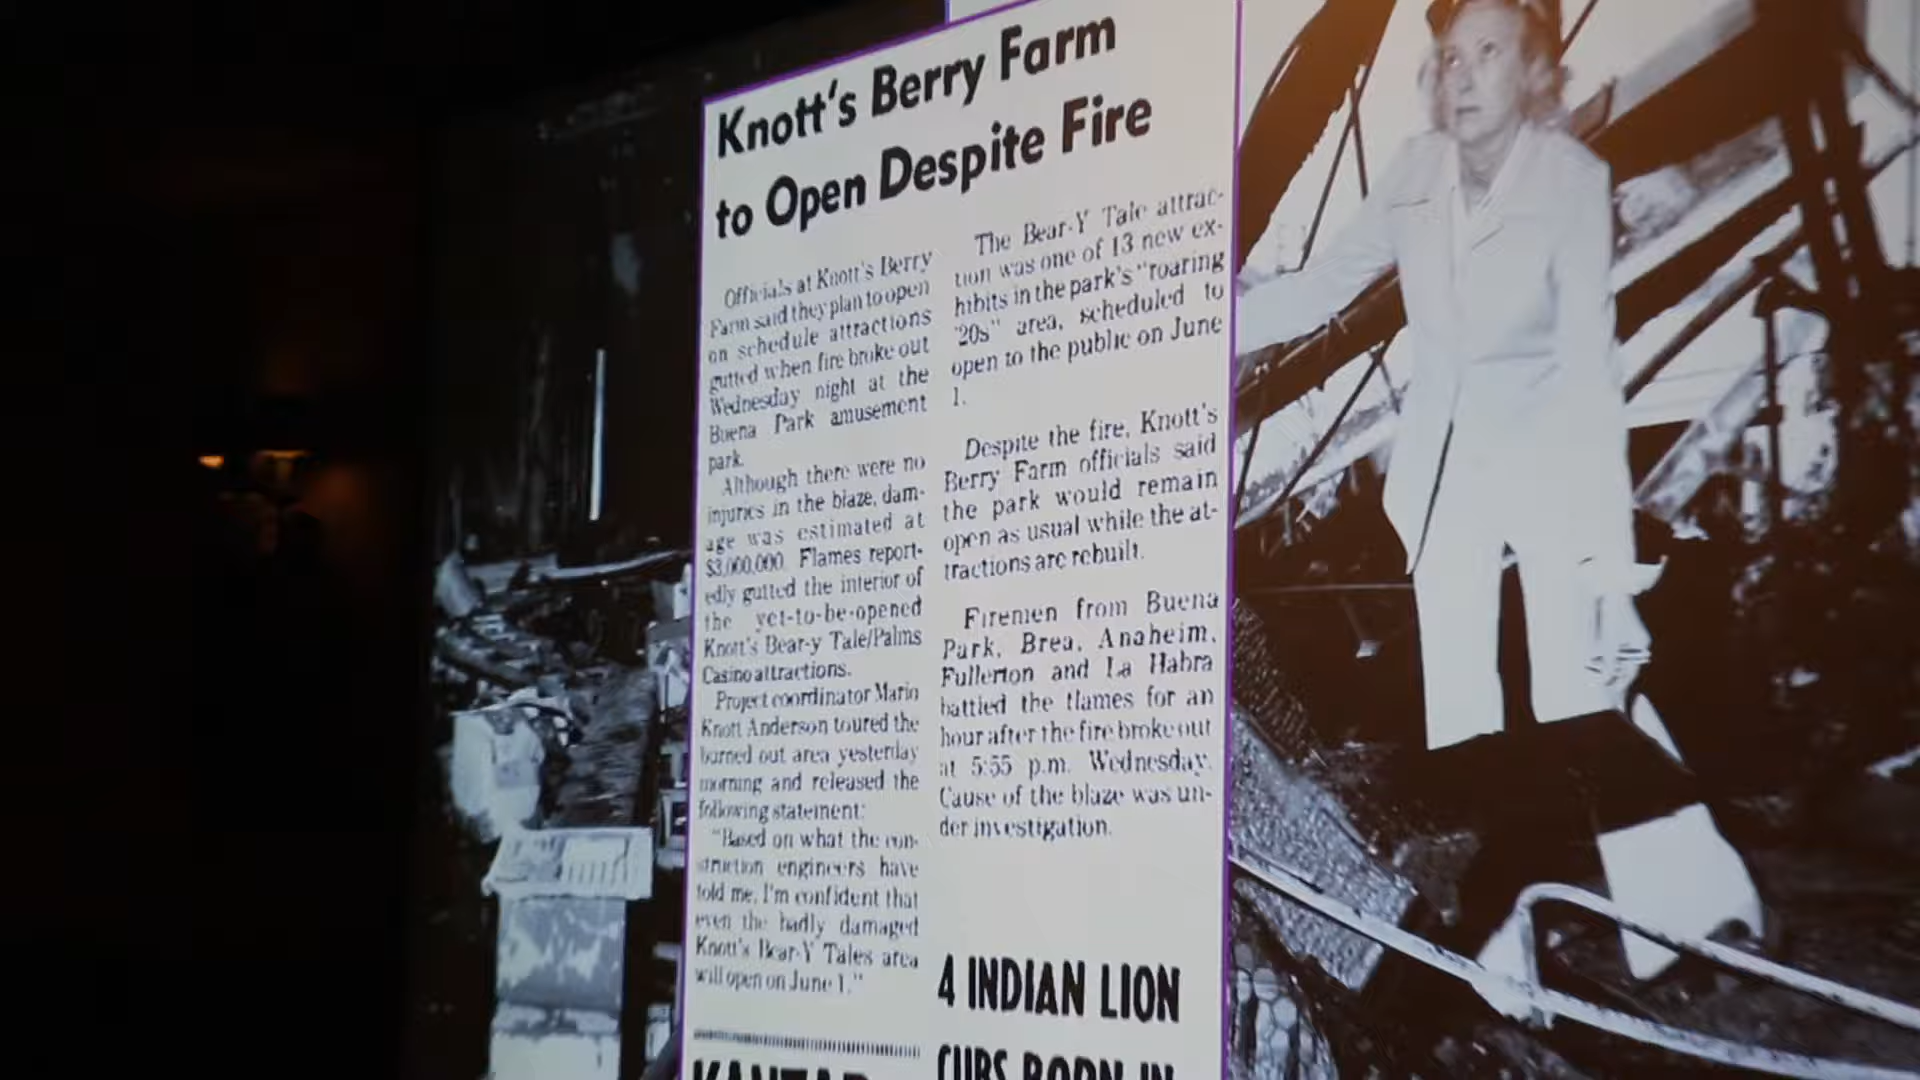 Knott's Berry Farm
to Open Despite Fire
Officials at Knott's Berry
Farm said they plan to open
on schedule attractions
gutted when fire broke out
Wednesday night at the
Buena Park amusement
park.
Although there were no
injuries in the blaze, dam-
age was estimated at
$3,000,000. Flames report-
edly gutted the interior of
the yet-to-be-opened
Knott's Bear-y Tale/Palms
Casino attractions.
Project coordinator Mario
Knott Anderson toured the
burned out area yesterday
morning and released the
following statement:
"Based on what the con-
struction engineers have
told me, I'm confident that
even the badly damaged
Knott's Bear-Y Tales area
will open on June 1."
The Bear-Y Tale attrac-
tion was one of 13 new ex-
hibits in the park's "roaring
'20s" area, scheduled to
open to the public on June
1.
Despite the fire, Knott's
Berry Farm officials said
the park would remain
open as usual while the at-
tractions are rebuilt.
Firemen from Buena
Park, Brea, Anaheim,
Fullerton and La Habra
battled the flames for an
hour after the fire broke out
at 5:55 p.m. Wednesday.
Cause of the blaze was un-
der investigation.
4 INDIAN LION
CUBS BORN IN